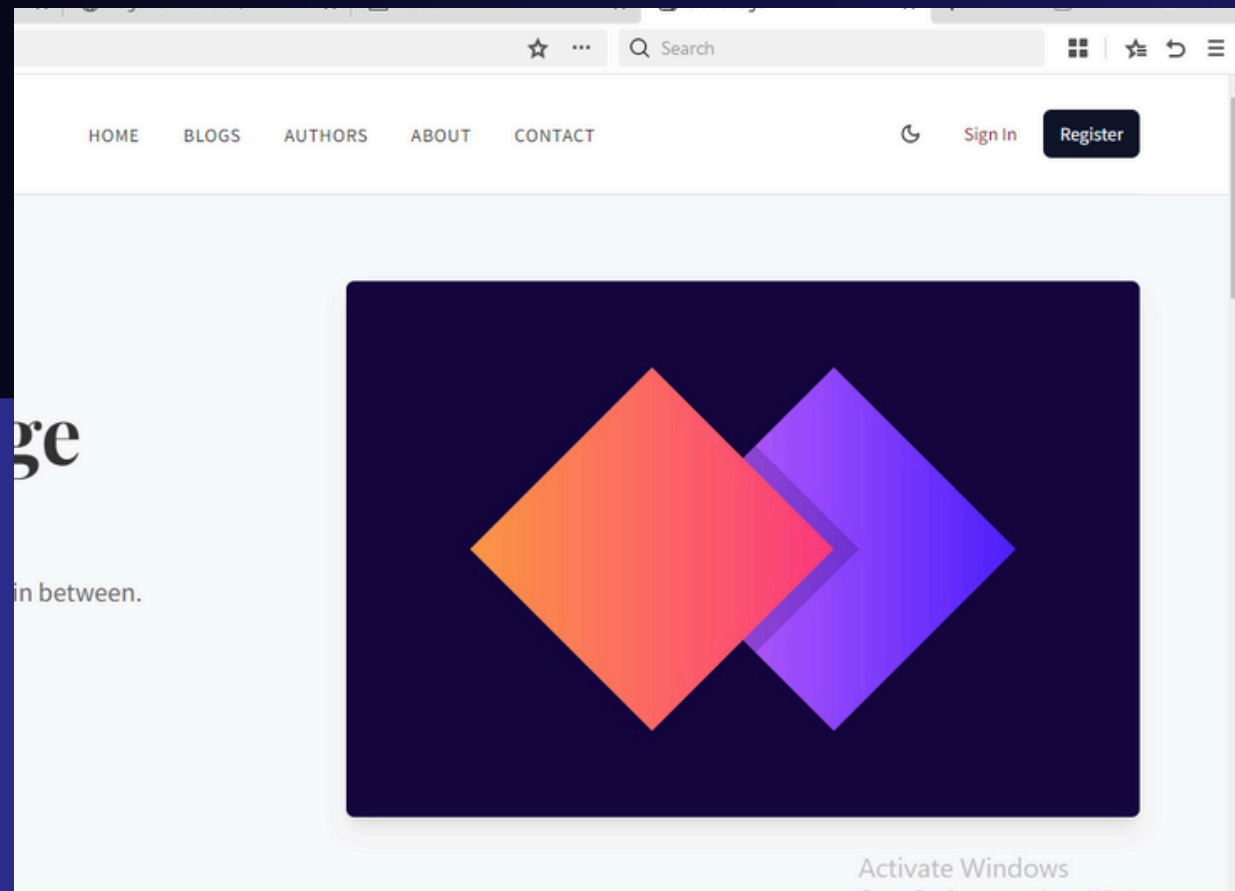 Search
HOME BLOGS AUTHORS ABOUT CONTACT Sign In Register
ge
in between.
Activate Windows